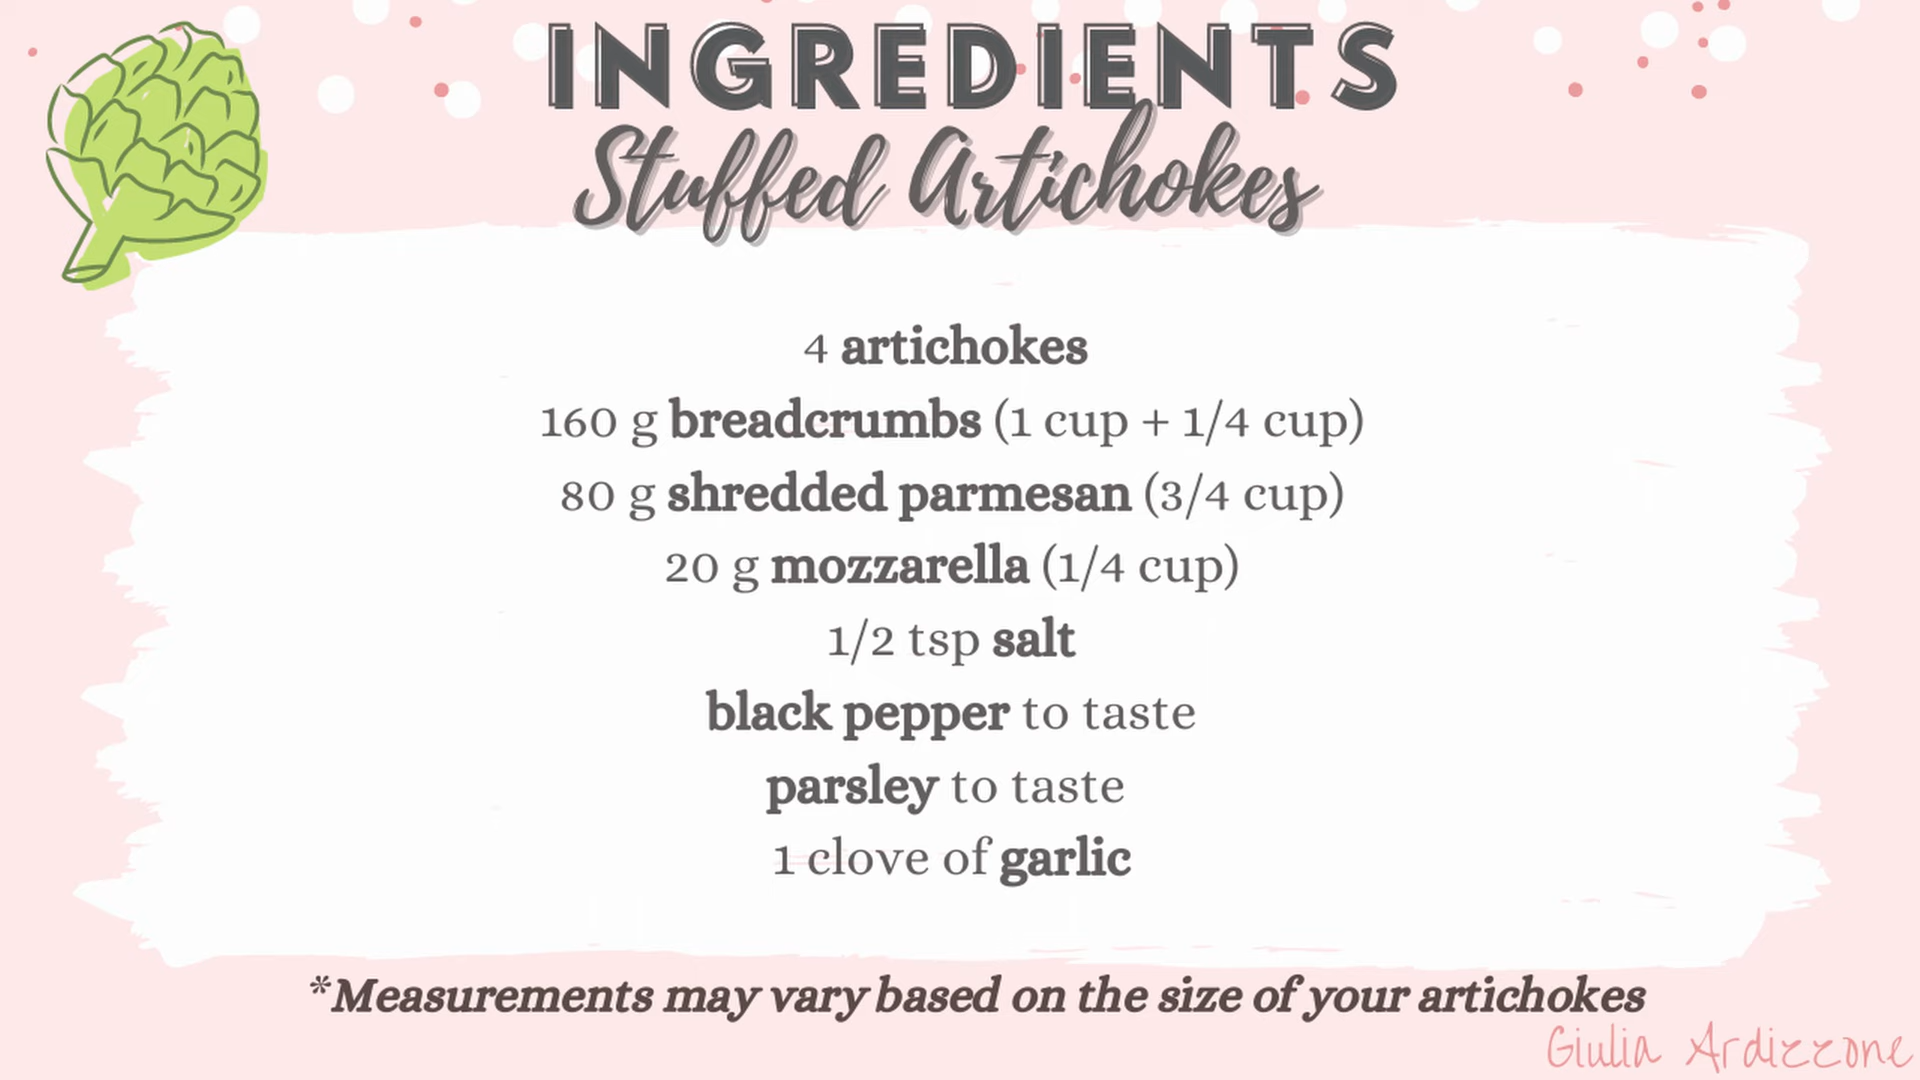 INGREDIENTS
Stuffed Artichokes
4 artichokes
160 g breadcrumbs (1 cup + 1/4 cup)
80 g shredded parmesan (3/4 cup)
20 g mozzarella (1/4 cup)
1/2 tsp salt
black pepper to taste
parsley to taste
1 clove of garlic
*Measurements may vary based on the size of your artichokes
Giulia Ardizzone